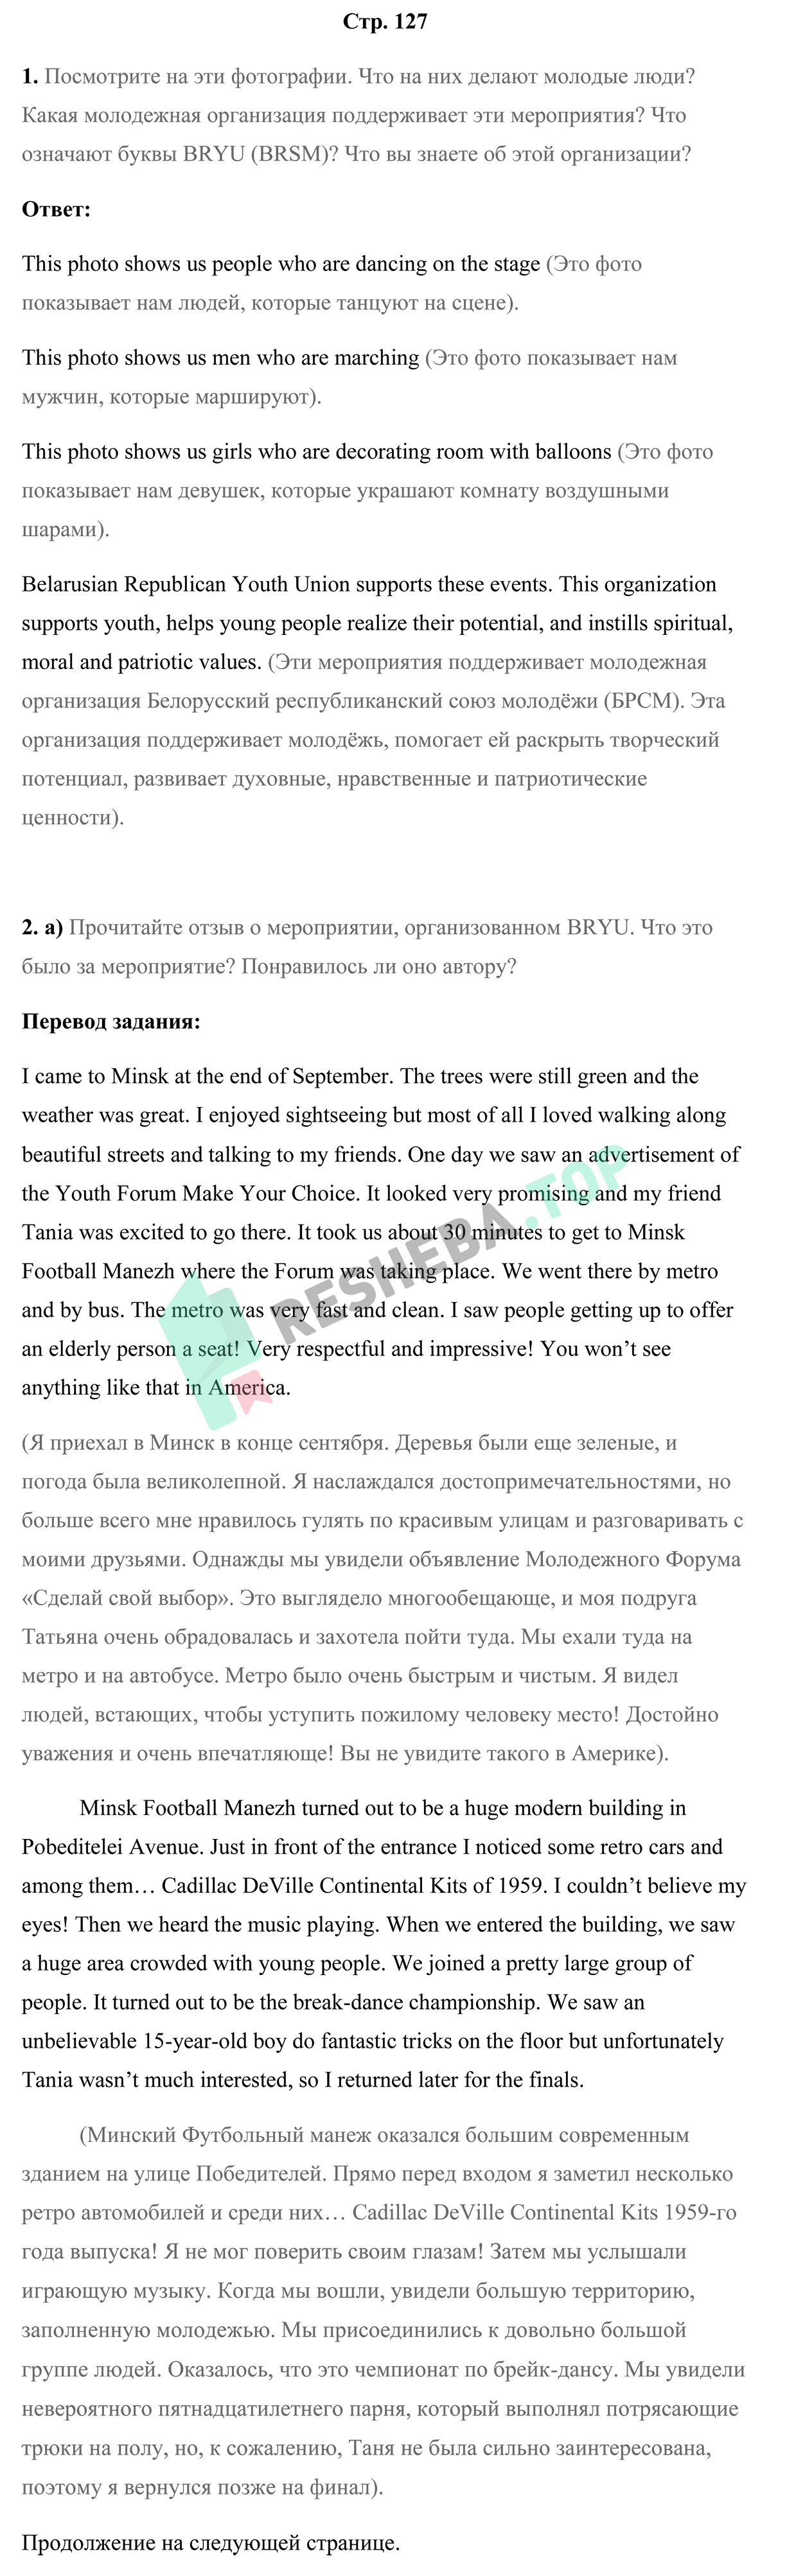 Стр. 127
1. Посмотрите на эти фотографии. Что на них делают молодые люди?
Какая молодежная организация поддерживает эти мероприятия? Что
означают буквы BRYU (BRSM)? Что вы знаете об этой организации?
Ответ:
This photo shows us people who are dancing on the stage (Это фото
показывает нам людей, которые танцуют на сцене).
This photo shows us men who are marching (Это фото показывает нам
мужчин, которые маршируют).
This photo shows us girls who are decorating room with balloons (Это фото
показывает нам девушек, которые украшают комнату воздушными
шарами).
Belarusian Republican Youth Union supports these events. This organization
supports youth, helps young people realize their potential, and instills spiritual,
moral and patriotic values. (Эти мероприятия поддерживает молодежная
организация Белорусский республиканский союз молодёжи (БРСМ). Эта
организация поддерживает молодёжь, помогает ей раскрыть творческий
потенциал, развивает духовные, нравственные и патриотические
ценности).
2. a) Прочитайте отзыв о мероприятии, организованном BRYU. Что это
было за мероприятие? Понравилось ли оно автору?
Перевод задания:
I came to Minsk at the end of September. The trees were still green and the
weather was great. I enjoyed sightseeing but most of all I loved walking along
beautiful streets and talking to my friends. One day we saw an advertisement of
the Youth Forum Make Your Choice. It looked very promising and my friend
Tania was excited to go there. It took us about 30 minutes to get to Minsk
Football Manezh where the Forum was taking place. We went there by metro
and by bus. The metro was very fast and clean. I saw people getting up to offer
an elderly person a seat! Very respectful and impressive! You won’t see
anything like that in America.
RESHEBA.TOP
(Я приехал в Минск в конце сентября. Деревья были еще зеленые, и
погода была великолепной. Я наслаждался достопримечательностями, но
больше всего мне нравилось гулять по красивым улицам и разговаривать с
моими друзьями. Однажды мы увидели объявление Молодежного Форума
«Сделай свой выбор». Это выглядело многообещающе, и моя подруга
Татьяна очень обрадовалась и захотела пойти туда. Мы ехали туда на
метро и на автобусе. Метро было очень быстрым и чистым. Я видел
людей, встающих, чтобы уступить пожилому человеку место! Достойно
уважения и очень впечатляюще! Вы не увидите такого в Америке).
Minsk Football Manezh turned out to be a huge modern building in
Pobeditelei Avenue. Just in front of the entrance I noticed some retro cars and
among them… Cadillac DeVille Continental Kits of 1959. I couldn’t believe my
eyes! Then we heard the music playing. When we entered the building, we saw
a huge area crowded with young people. We joined a pretty large group of
people. It turned out to be the break-dance championship. We saw an
unbelievable 15-year-old boy do fantastic tricks on the floor but unfortunately
Tania wasn’t much interested, so I returned later for the finals.
(Минский Футбольный манеж оказался большим современным
зданием на улице Победителей. Прямо перед входом я заметил несколько
ретро автомобилей и среди них… Cadillac DeVille Continental Kits 1959-го
года выпуска! Я не мог поверить своим глазам! Затем мы услышали
играющую музыку. Когда мы вошли, увидели большую территорию,
заполненную молодежью. Мы присоединились к довольно большой
группе людей. Оказалось, что это чемпионат по брейк-дансу. Мы увидели
невероятного пятнадцатилетнего парня, который выполнял потрясающие
трюки на полу, но, к сожалению, Таня не была сильно заинтересована,
поэтому я вернулся позже на финал).
Продолжение на следующей странице.